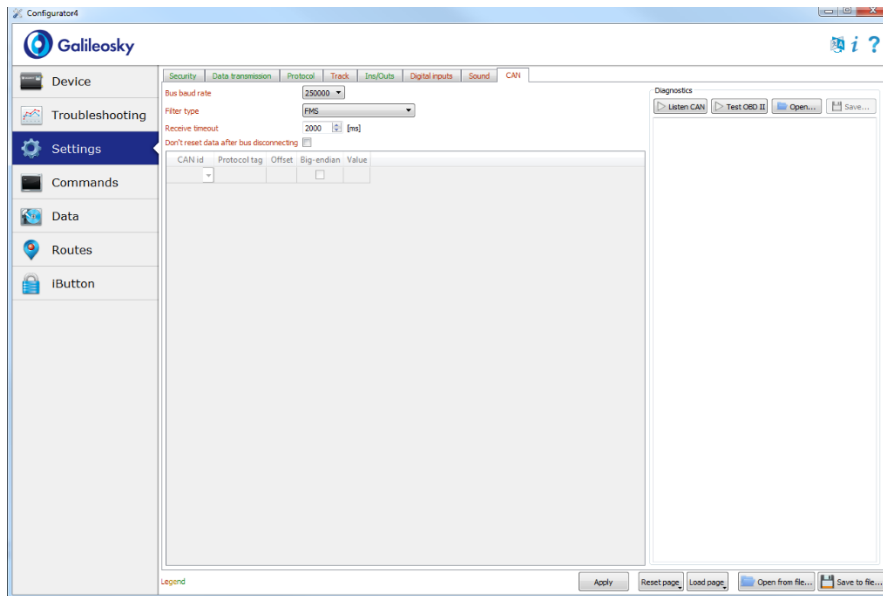 Configurator4
Galileosky
i ?
Device
Troubleshooting
Settings
Commands
Data
Routes
iButton
Security Data transmission Protocol Track Ins/Outs Digital inputs Sound CAN
Bus baud rate 250000
Filter type FMS
Receive timeout 2000 [ms]
Don't reset data after bus disconnecting
CAN id Protocol tag Offset Big-endian Value
Diagnostics
Listen CAN Test OBD II Open... Save...
Legend
Apply Reset page Load page Open from file... Save to file...